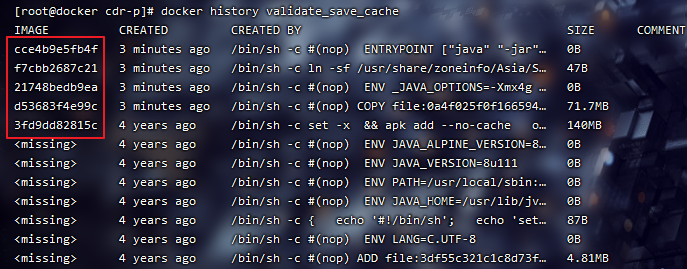 [root@docker cdr-p]# docker history validate_save_cache
IMAGE CREATED CREATED BY SIZE COMMEN
cce4b9e5fb4f 3 minutes ago /bin/sh -c #(nop) ENTRYPOINT ["java" "-jar"… 0B
f7cbb2687c21 3 minutes ago /bin/sh -c ln -sf /usr/share/zoneinfo/Asia/S… 47B
21748bedb9ea 3 minutes ago /bin/sh -c #(nop) ENV _JAVA_OPTIONS=-Xmx4g … 0B
d53683f4e99c 3 minutes ago /bin/sh -c #(nop) COPY file:0a4f025f0f166594… 71.7MB
3fd9dd82815c 4 years ago /bin/sh -c set -x && apk add --no-cache o… 140MB
<missing> 4 years ago /bin/sh -c #(nop) ENV JAVA_ALPINE_VERSION=8… 0B
<missing> 4 years ago /bin/sh -c #(nop) ENV JAVA_VERSION=8u111 0B
<missing> 4 years ago /bin/sh -c #(nop) ENV PATH=/usr/local/sbin:… 0B
<missing> 4 years ago /bin/sh -c #(nop) ENV JAVA_HOME=/usr/lib/jv… 0B
<missing> 4 years ago /bin/sh -c { echo '#!/bin/sh'; echo 'set… 87B
<missing> 4 years ago /bin/sh -c #(nop) ENV LANG=C.UTF-8 0B
<missing> 4 years ago /bin/sh -c #(nop) ADD file:3df55c321c1c8d73f… 4.81MB